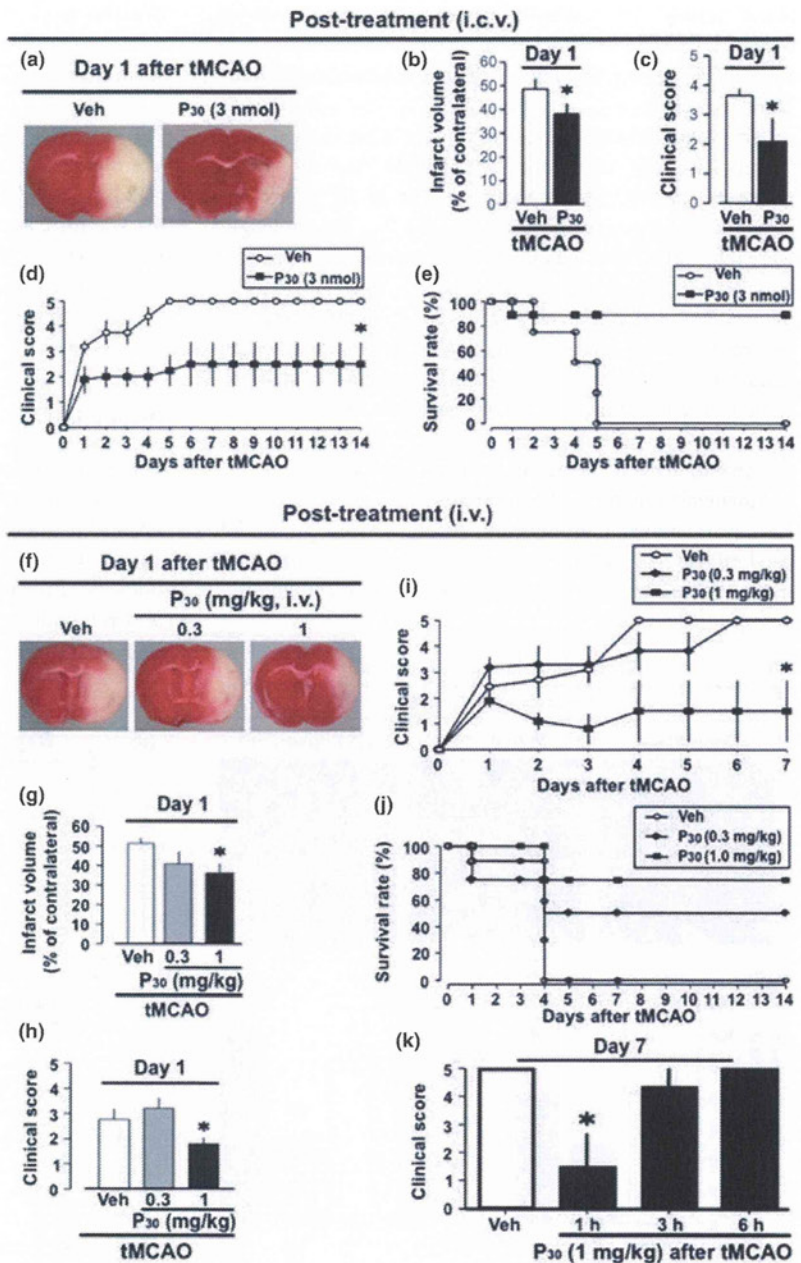 Post-treatment (i.c.v.)
(a)
Day 1 after tMCAO
Veh P30 (3 nmol)
(b)
Day 1
Infarct volume
(% of contralateral)
60
50
40
30
20
10
0
*
Veh P30
tMCAO
(c)
Day 1
Clinical score
5
4
3
2
1
0
*
Veh P30
tMCAO
(d)
Veh
P30 (3 nmol)
Clinical score
5
4
3
2
1
0
*
0 1 2 3 4 5 6 7 8 9 10 11 12 13 14
Days after tMCAO
(e)
Veh
P30 (3 nmol)
Survival rate (%)
100
80
60
40
20
0
0 1 2 3 4 5 6 7 8 9 10 11 12 13 14
Days after tMCAO
Post-treatment (i.v.)
(f)
Day 1 after tMCAO
P30 (mg/kg, i.v.)
Veh 0.3 1
(g)
Day 1
Infarct volume
(% of contralateral)
60
50
40
30
20
10
0
*
Veh 0.3 1
P30 (mg/kg)
tMCAO
(h)
Day 1
Clinical score
5
4
3
2
1
0
*
Veh 0.3 1
P30 (mg/kg)
tMCAO
(i)
Veh
P30 (0.3 mg/kg)
P30 (1 mg/kg)
Clinical score
5
4
3
2
1
0
*
0 1 2 3 4 5 6 7
Days after tMCAO
(j)
Veh
P30 (0.3 mg/kg)
P30 (1.0 mg/kg)
Survival rate (%)
100
80
60
40
20
0
0 1 2 3 4 5 6 7 8 9 10 11 12 13 14
Days after tMCAO
(k)
Day 7
Clinical score
5
4
3
2
1
0
*
Veh 1 h 3 h 6 h
P30 (1 mg/kg) after tMCAO